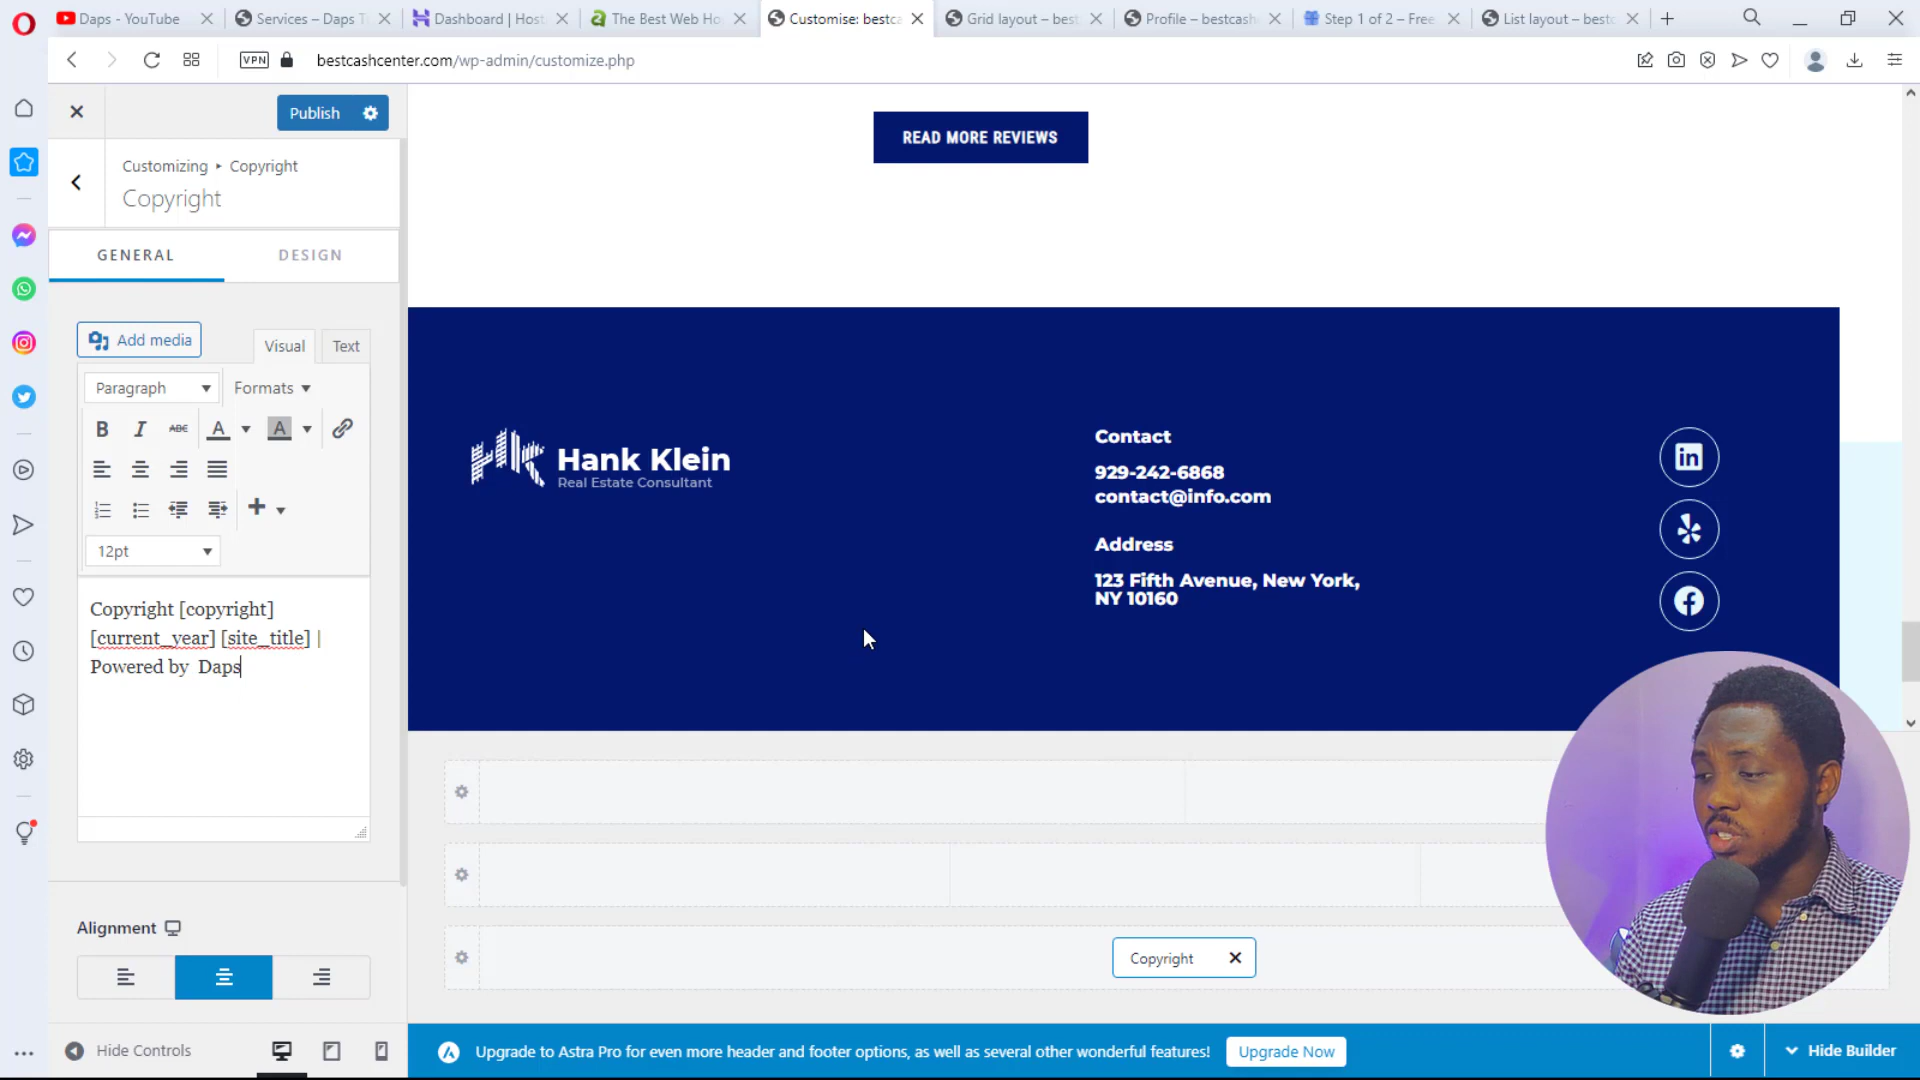 Daps - YouTube
Services – Daps T
Dashboard | Host
The Best Web Ho
Customise: bestca
Grid layout – bes
Profile – bestcash
Step 1 of 2 – Free
List layout – best
VPN
bestcashcenter.com/wp-admin/customize.php
Publish
Customizing ▸ Copyright
Copyright
GENERAL
DESIGN
Add media
Visual
Text
Paragraph
Formats
B I ABC A A
12pt
Copyright [copyright]
[current_year] [site_title] |
Powered by Daps
Alignment
Hide Controls
READ MORE REVIEWS
Hank Klein
Real Estate Consultant
Contact
929-242-6868
contact@info.com
Address
123 Fifth Avenue, New York,
NY 10160
in
Copyright
Upgrade to Astra Pro for even more header and footer options, as well as several other wonderful features!
Upgrade Now
Hide Builder